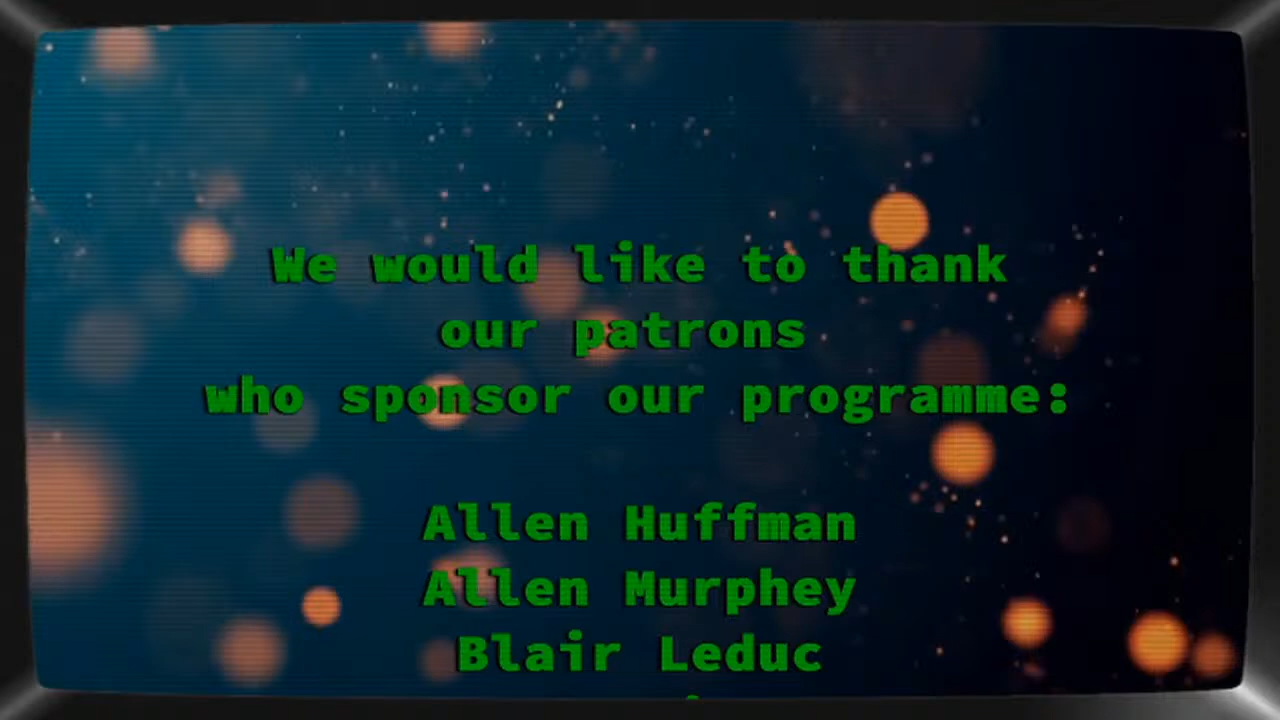 We would like to thank
our patrons
who sponsor our programme:
Allen Huffman
Allen Murphey
Blair Leduc